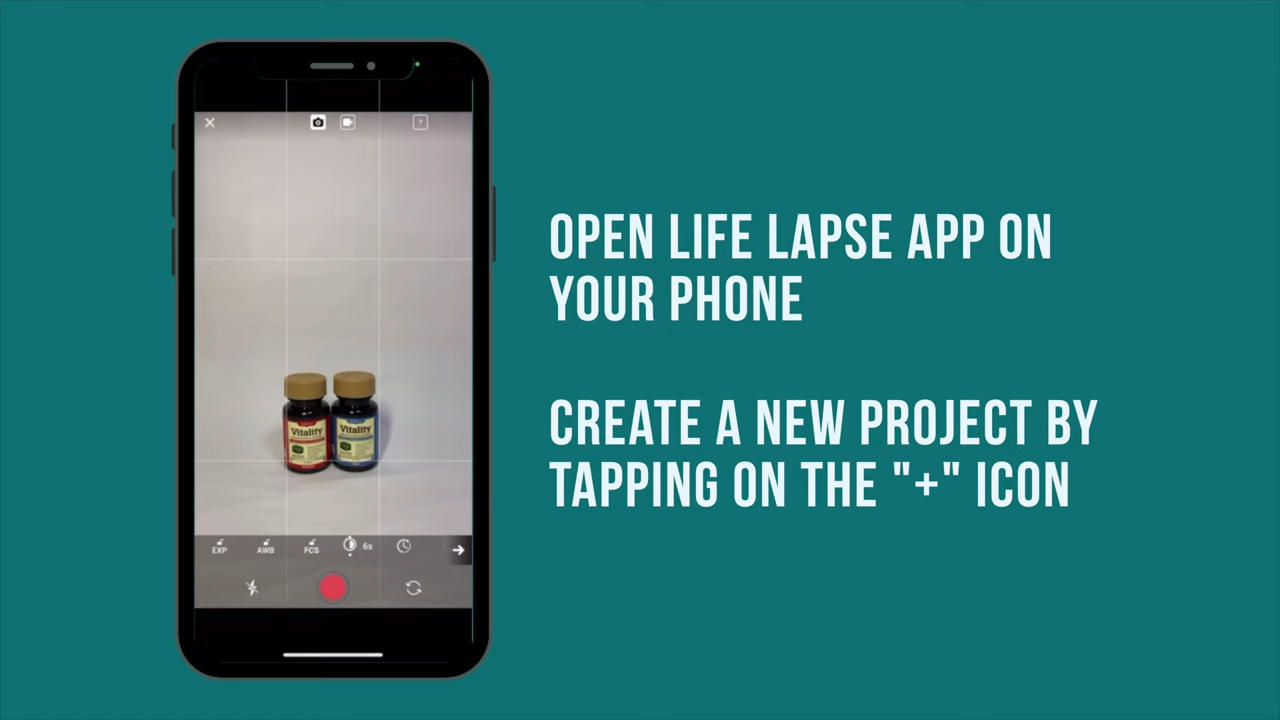 ?
Vitality
Vitality
EXP
AWB
FCS
6s
OPEN LIFE LAPSE APP ON
YOUR PHONE
CREATE A NEW PROJECT BY
TAPPING ON THE "+" ICON